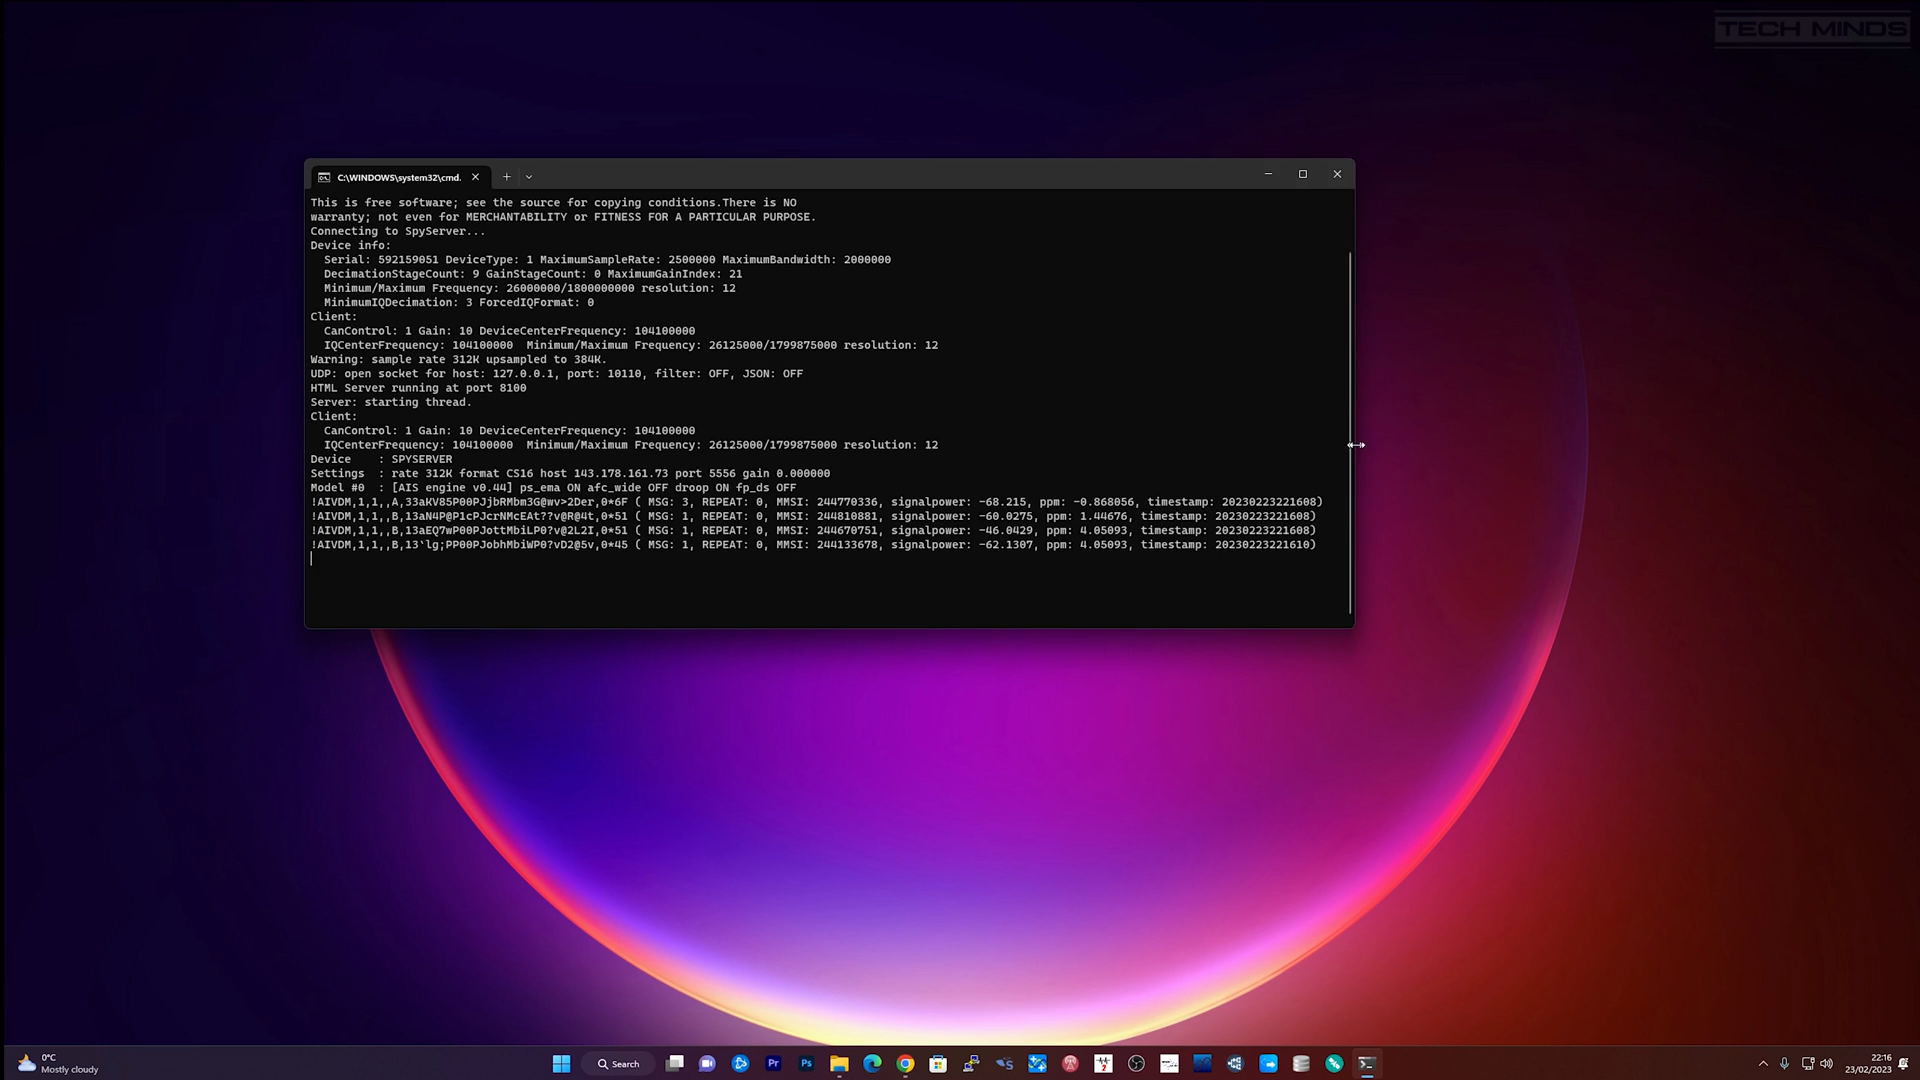 TECH MINDS
C:\WINDOWS\system32\cmd.
This is free software; see the source for copying conditions.There is NO
warranty; not even for MERCHANTABILITY or FITNESS FOR A PARTICULAR PURPOSE.
Connecting to SpyServer...
Device info:
Serial: 592159051 DeviceType: 1 MaximumSampleRate: 2500000 MaximumBandwidth: 2000000
DecimationStageCount: 9 GainStageCount: 0 MaximumGainIndex: 21
Minimum/Maximum Frequency: 26000000/1800000000 resolution: 12
MinimumIQDecimation: 3 ForcedIQFormat: 0
Client:
CanControl: 1 Gain: 10 DeviceCenterFrequency: 104100000
IQCenterFrequency: 104100000  Minimum/Maximum Frequency: 26125000/1799875000 resolution: 12
Warning: sample rate 312K upsampled to 384K.
UDP: open socket for host: 127.0.0.1, port: 10110, filter: OFF, JSON: OFF
HTML Server running at port 8100
Server: starting thread.
Client:
CanControl: 1 Gain: 10 DeviceCenterFrequency: 104100000
IQCenterFrequency: 104100000  Minimum/Maximum Frequency: 26125000/1799875000 resolution: 12
Device    : SPYSERVER
Settings  : rate 312K format CS16 host 143.178.161.73 port 5556 gain 0.000000
Model #0  : [AIS engine v0.44] ps_ema ON afc_wide OFF droop ON fp_ds OFF
!AIVDM,1,1,,A,33aKV85P00PJjbRMbm3G@wv>2Der,0*6F ( MSG: 3, REPEAT: 0, MMSI: 244770336, signalpower: -68.215, ppm: -0.868056, timestamp: 20230223221608)
!AIVDM,1,1,,B,13aN4P@P1cPJcrNMcEAt??v@R@4t,0*51 ( MSG: 1, REPEAT: 0, MMSI: 244810881, signalpower: -60.0275, ppm: 1.44676, timestamp: 20230223221608)
!AIVDM,1,1,,B,13aEQ7wP00PJottMbiLP0?v@2L2I,0*51 ( MSG: 1, REPEAT: 0, MMSI: 244670751, signalpower: -46.0429, ppm: 4.05093, timestamp: 20230223221608)
!AIVDM,1,1,,B,13`lg;PP00PJobhMbiWP0?vD2@5v,0*45 ( MSG: 1, REPEAT: 0, MMSI: 244133678, signalpower: -62.1307, ppm: 4.05093, timestamp: 20230223221610)
0°C
Mostly cloudy
Search
Pr
Ps
22:16
23/02/2023